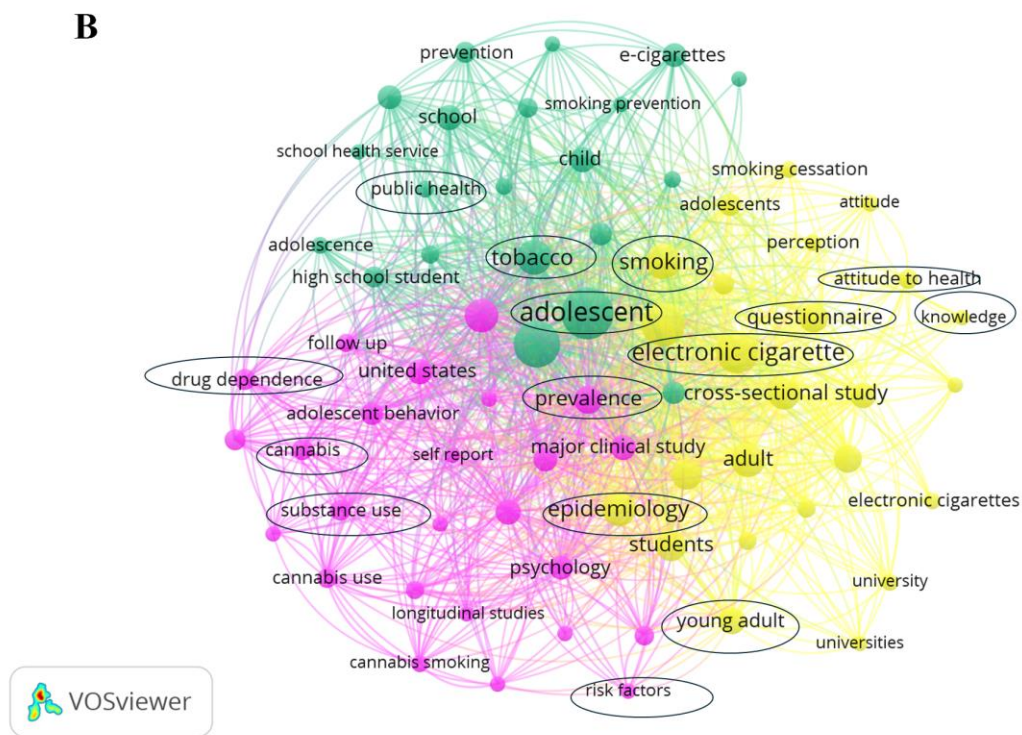 B
prevention
e-cigarettes
school
smoking prevention
school health service
child
smoking cessation
public health
adolescents
attitude
adolescence
tobacco
smoking
perception
high school student
attitude to health
adolescent
questionnaire
knowledge
follow up
electronic cigarette
drug dependence
united states
prevalence
cross-sectional study
adolescent behavior
cannabis
self report
major clinical study
adult
substance use
epidemiology
electronic cigarettes
students
cannabis use
psychology
university
longitudinal studies
young adult
universities
cannabis smoking
risk factors
VOSviewer